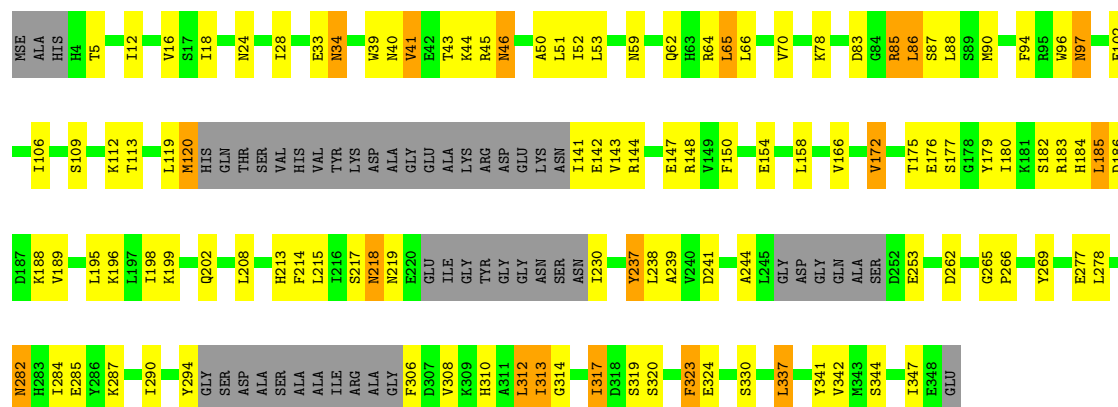 MSE ALA HIS H4 T5 I12 V16 S17 I18 N24 I28 E33 N34 W39 N40 V41 E42 T43 K44 R45 N46 A50 L51 I52 L53 N59 Q62 H63 R64 L65 L66 V70 K78 D83 G84 R85 L86 S87 L88 S89 M90 F94 R95 W96 N97
I106 S109 K112 T113 L119 M120 HIS GLN THR SER VAL HIS VAL TYR LYS ASP ALA GLY GLU ALA LYS ARG ASP GLU LYS ASN I141 E142 V143 R144 E147 R148 V149 F150 E154 L158 V166 V172 T175 E176 S177 G178 Y179 I180 K181 S182 R183 H184 L185 D186
D187 K188 V189 L195 K196 L197 I198 K199 Q202 L208 H213 F214 L215 I216 S217 N218 N219 E220 GLU ILE GLY TYR GLY GLY ASN SER ASN I230 Y237 L238 A239 V240 D241 A244 L245 GLY ASP GLY GLN ALA SER D252 E253 D262 G265 P266 Y269 E277 L278
N282 H283 I284 E285 Y286 K287 I290 Y294 GLY SER ASP ALA SER ALA ALA ILE ARG ALA GLY F306 D307 V308 K309 H310 A311 L312 I313 G314 I317 D318 S319 S320 F323 E324 S330 L337 Y341 V342 M343 S344 I347 E348 GLU